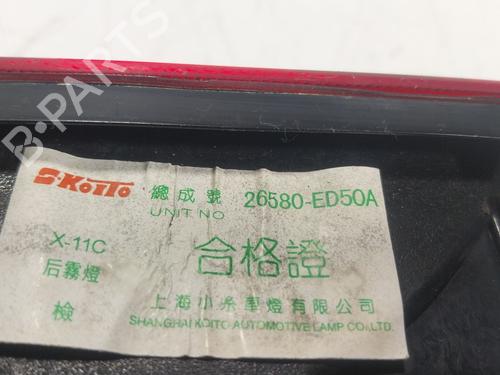 B-PARTS
S-KOITO 總成號 26580-ED50A
UNIT NO
X-11C 合格證
后霧燈
檢 上海小糸車燈有限公司
SHANGHAI KOITO AUTOMOTIVE LAMP CO.,LTD.